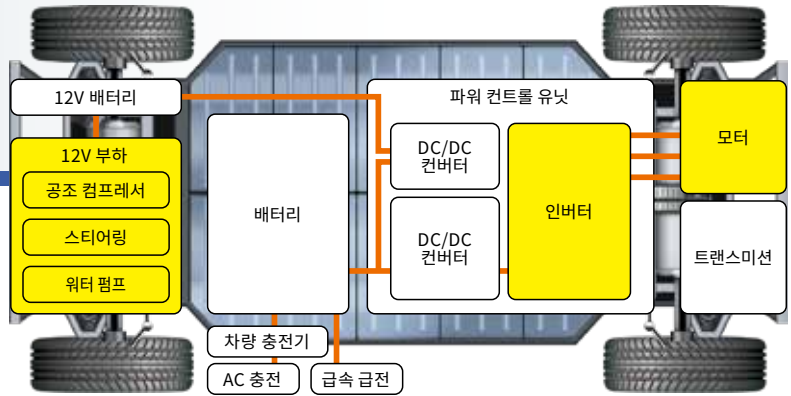 12V 배터리
12V 부하
공조 컴프레서
스티어링
워터 펌프
배터리
차량 충전기
AC 충전
급속 급전
파워 컨트롤 유닛
DC/DC
컨버터
DC/DC
컨버터
인버터
모터
트랜스미션